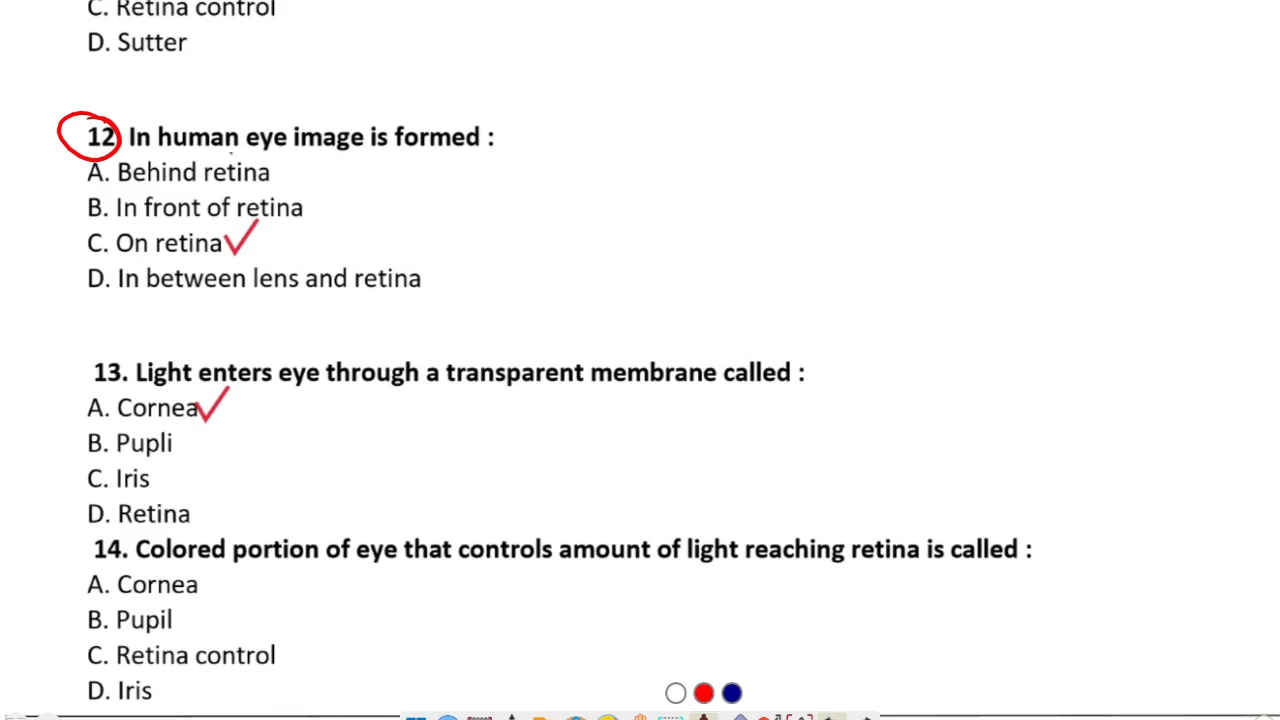 C. Retina control
D. Sutter
12. In human eye image is formed :
A. Behind retina
B. In front of retina
C. On retina
D. In between lens and retina
13. Light enters eye through a transparent membrane called :
A. Cornea
B. Pupli
C. Iris
D. Retina
14. Colored portion of eye that controls amount of light reaching retina is called :
A. Cornea
B. Pupil
C. Retina control
D. Iris